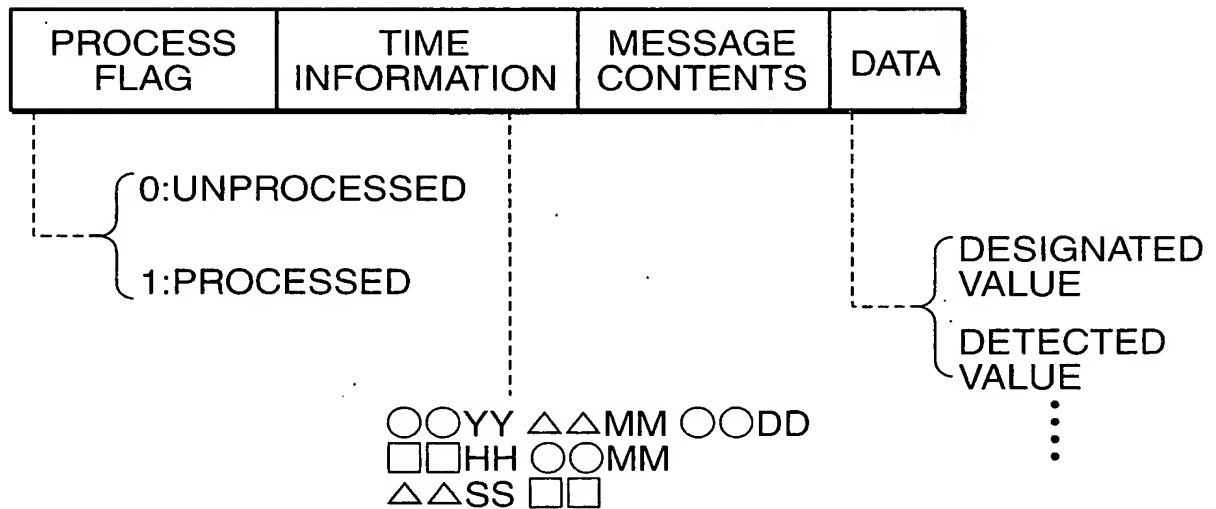 PROCESS FLAG
TIME INFORMATION
MESSAGE CONTENTS
DATA
0:UNPROCESSED
1:PROCESSED
DESIGNATED
VALUE
DETECTED
VALUE
○○YY △△MM ○○DD
□□HH ○○MM
△△SS □□